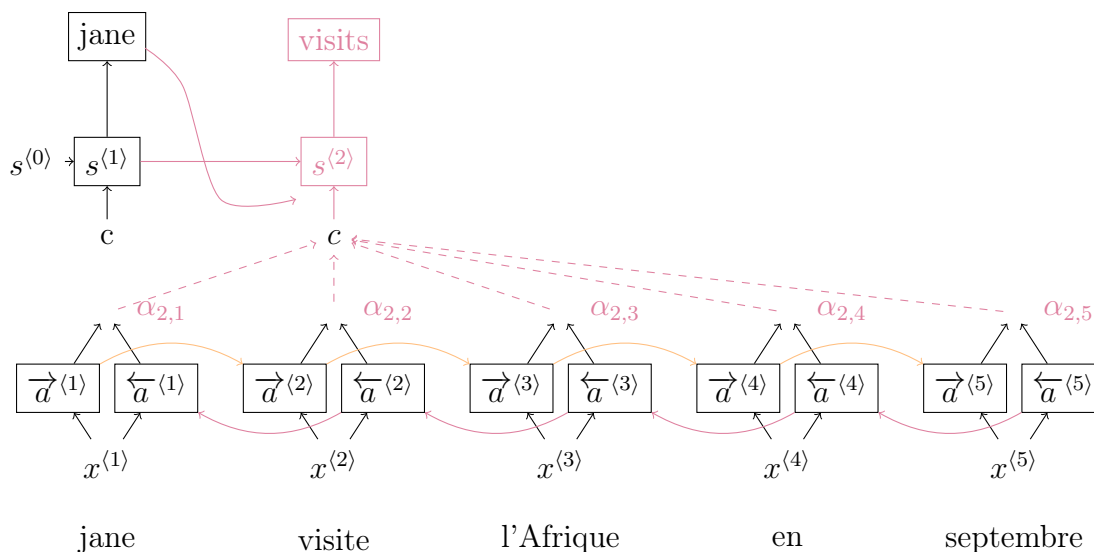 jane visits
s⟨0⟩ s⟨1⟩ s⟨2⟩
c c
α2,1 α2,2 α2,3 α2,4 α2,5
→a⟨1⟩ ←a⟨1⟩ →a⟨2⟩ ←a⟨2⟩ →a⟨3⟩ ←a⟨3⟩ →a⟨4⟩ ←a⟨4⟩ →a⟨5⟩ ←a⟨5⟩
x⟨1⟩ x⟨2⟩ x⟨3⟩ x⟨4⟩ x⟨5⟩
jane visite l'Afrique en septembre